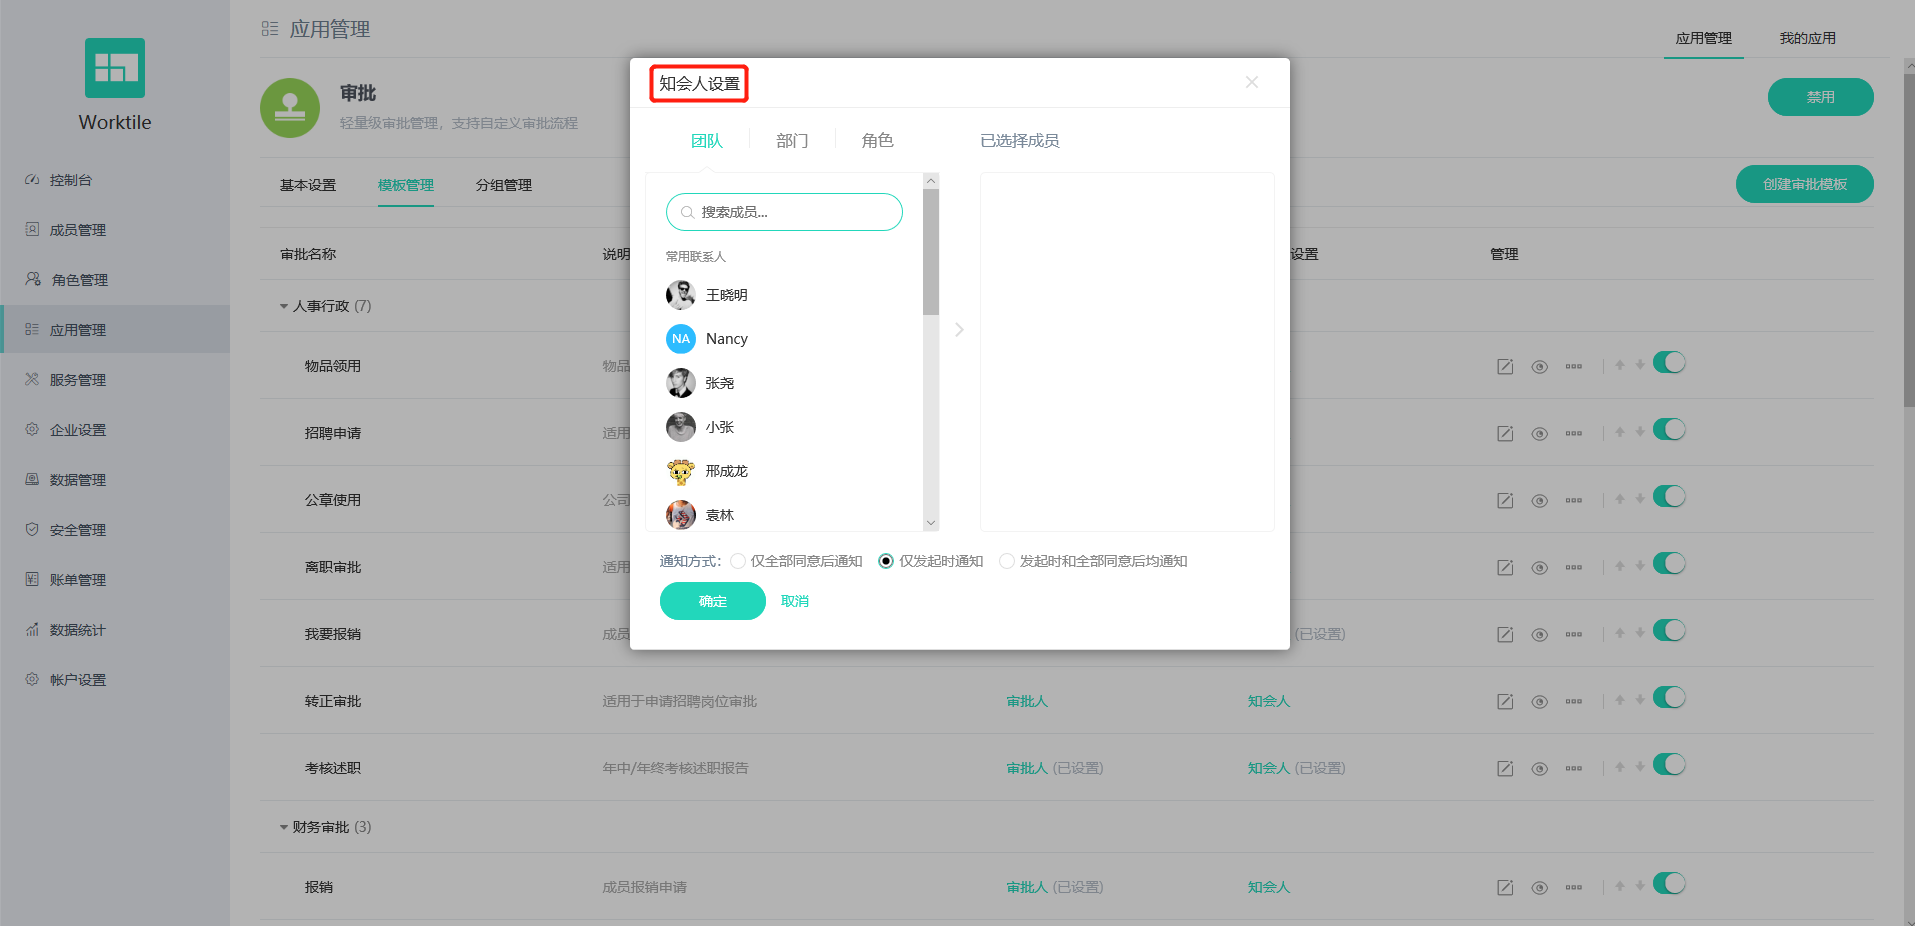 Worktile
控制台
成员管理
角色管理
应用管理
服务管理
企业设置
数据管理
安全管理
账单管理
数据统计
帐户设置
应用管理
应用管理 我的应用
审批
轻量级审批管理，支持自定义审批流程
禁用
基本设置 模板管理 分组管理
创建审批模板
审批名称 说明 设置 管理
人事行政 (7)
物品领用 物品
招聘申请 适用
公章使用 公司
离职审批 适用
我要报销 成员 (已设置)
转正审批 适用于申请招聘岗位审批 审批人 知会人
考核述职 年中/年终考核述职报告 审批人 (已设置) 知会人 (已设置)
财务审批 (3)
报销 成员报销申请 审批人 (已设置) 知会人
知会人设置
团队 部门 角色 已选择成员
搜索成员...
常用联系人
王晓明
NA Nancy
张尧
小张
邢成龙
袁林
通知方式: 仅全部同意后通知 仅发起时通知 发起时和全部同意后均通知
确定 取消